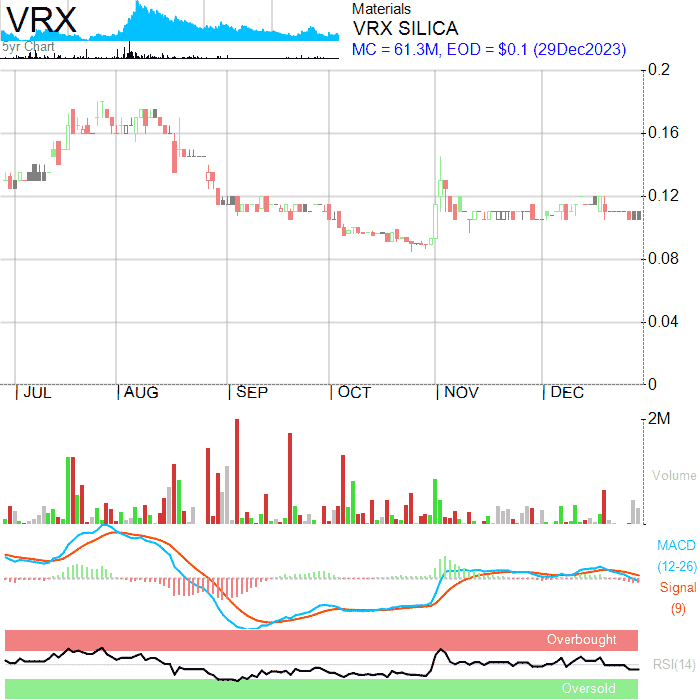 VRX
5yr Chart
Materials
VRX SILICA
MC = 61.3M, EOD = $0.1 (29Dec2023)
0.2
0.16
0.12
0.08
0.04
0
JUL AUG SEP OCT NOV DEC
2M
Volume
MACD
(12-26)
Signal
(9)
Overbought
RSI(14)
Oversold